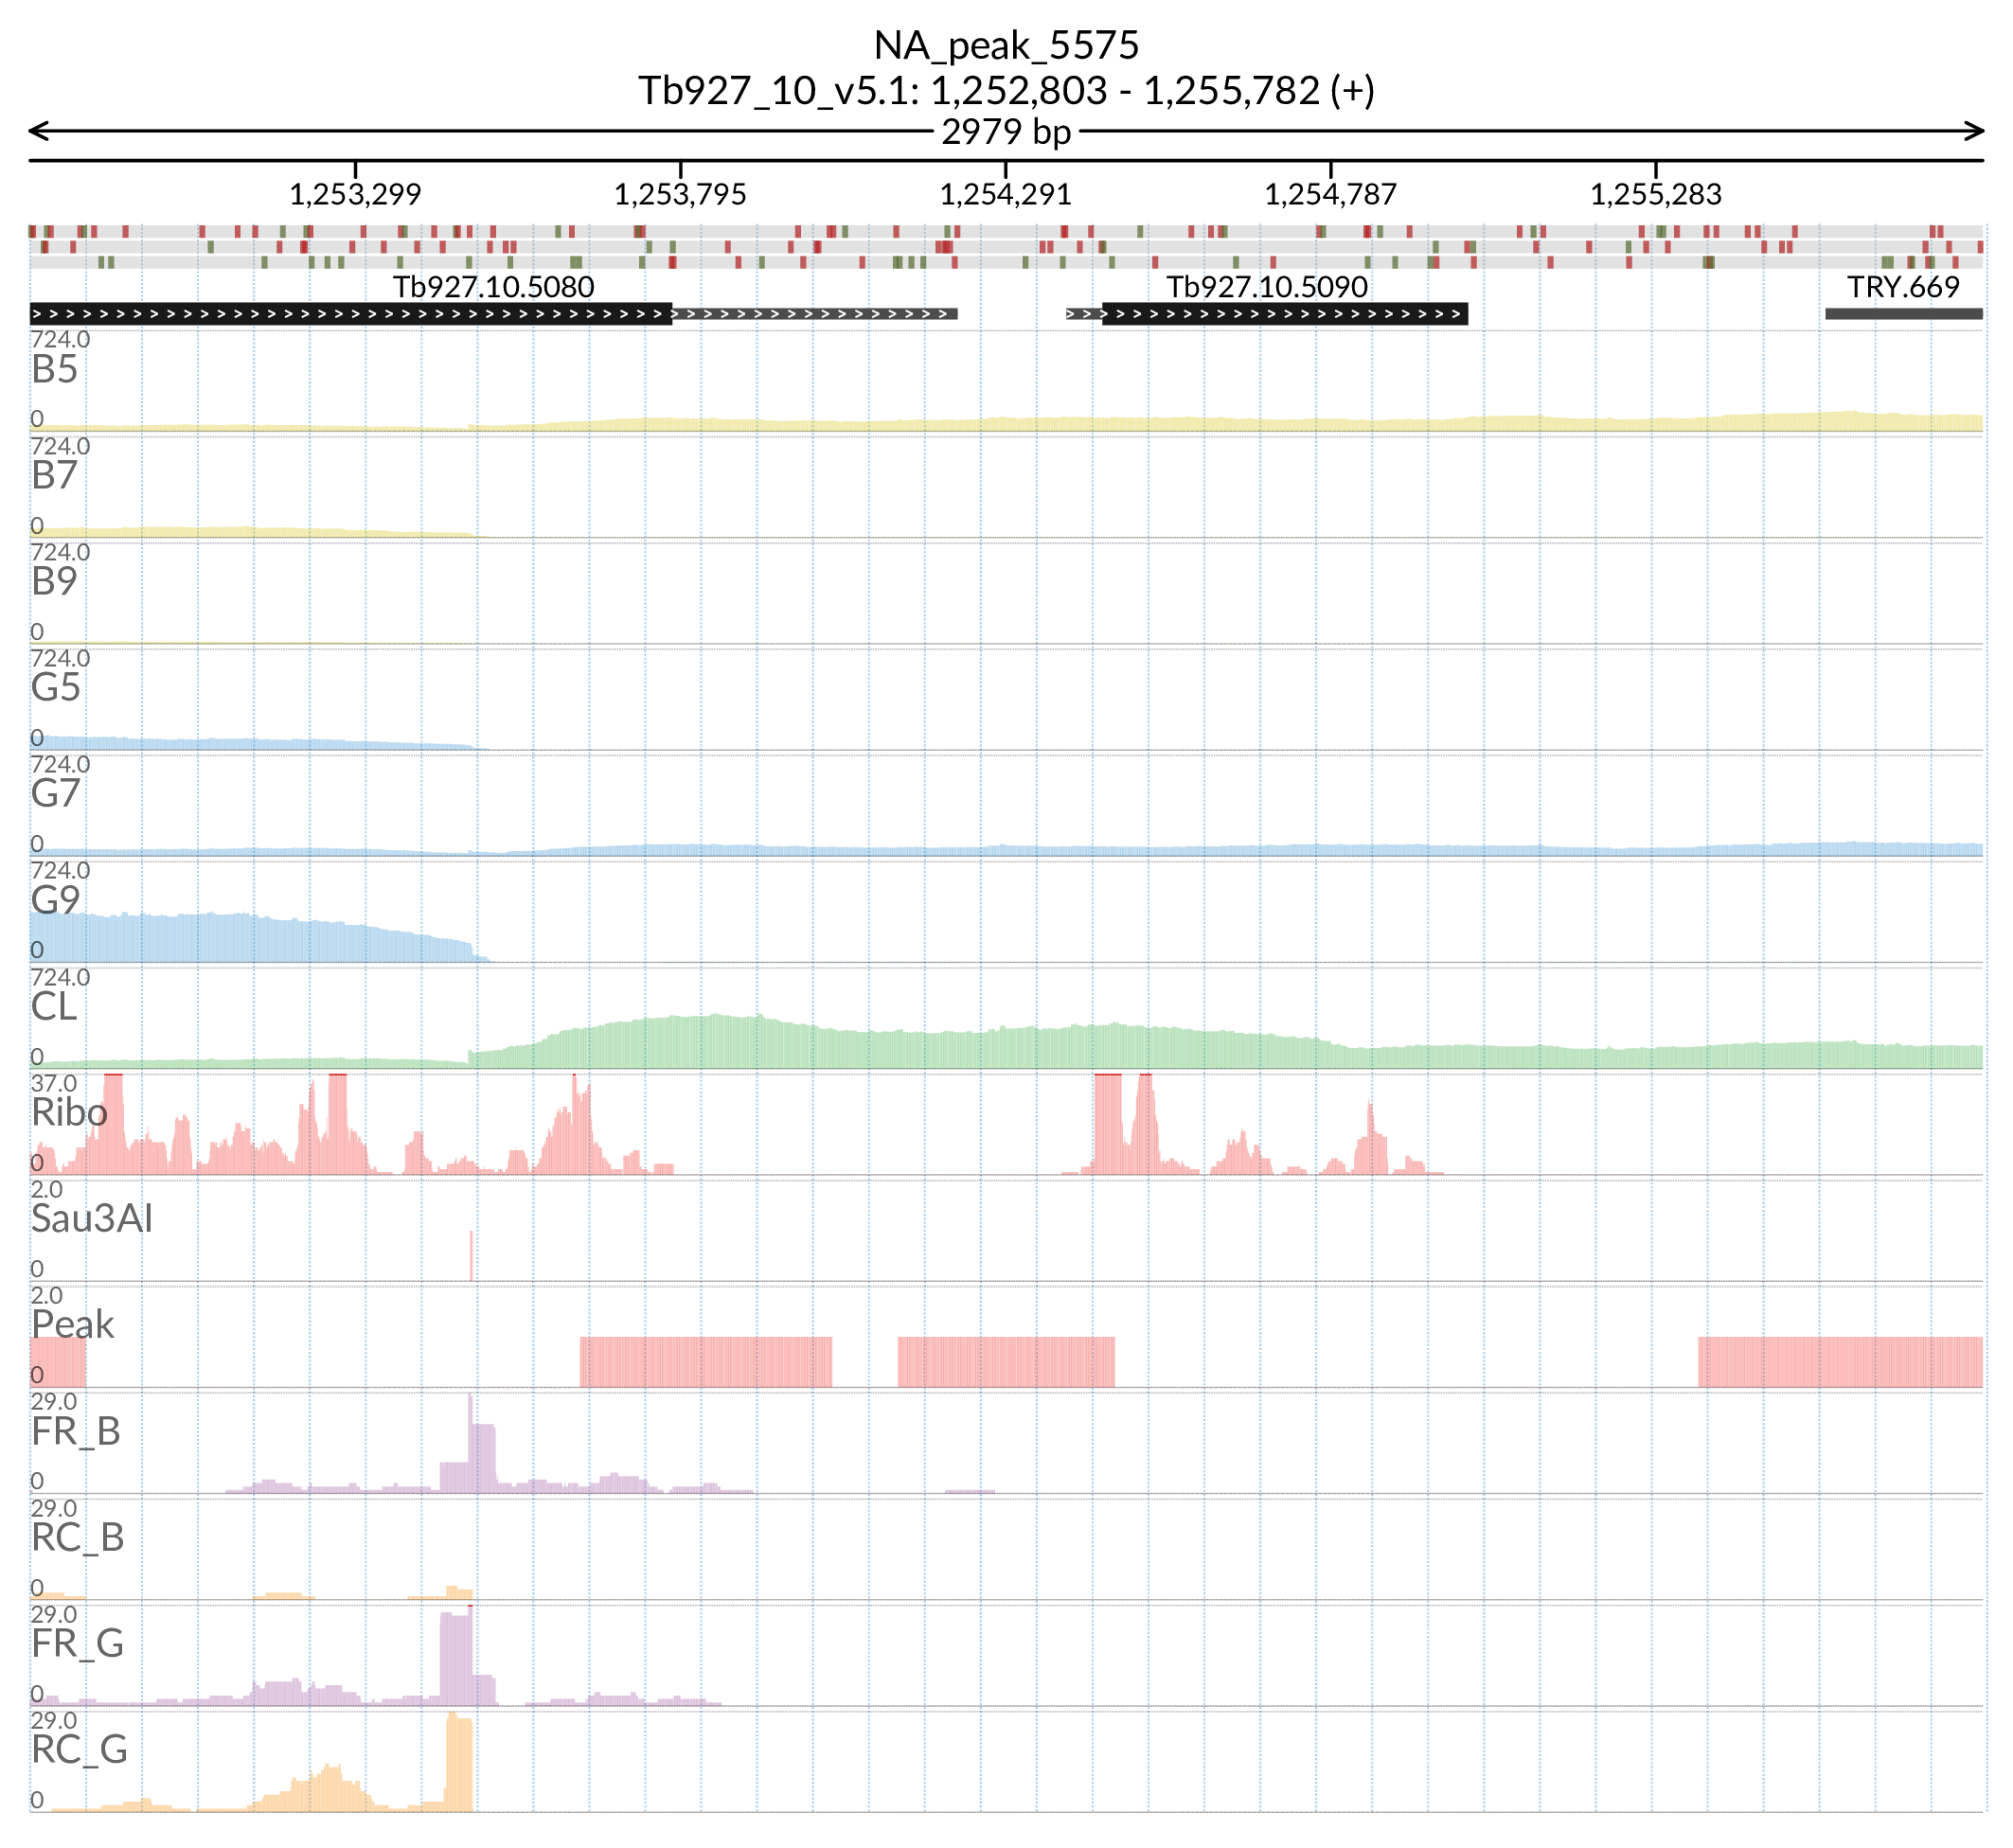 NA_peak_5575
Tb927_10_v5.1: 1,252,803 - 1,255,782 (+)
2979 bp
1,253,299 1,253,795 1,254,291 1,254,787 1,255,283
Tb927.10.5080 Tb927.10.5090 TRY.669
724.0
B5
0
724.0
B7
0
724.0
B9
0
724.0
G5
0
724.0
G7
0
724.0
G9
0
724.0
CL
0
37.0
Ribo
0
2.0
Sau3AI
0
2.0
Peak
0
29.0
FR_B
0
29.0
RC_B
0
29.0
FR_G
0
29.0
RC_G
0